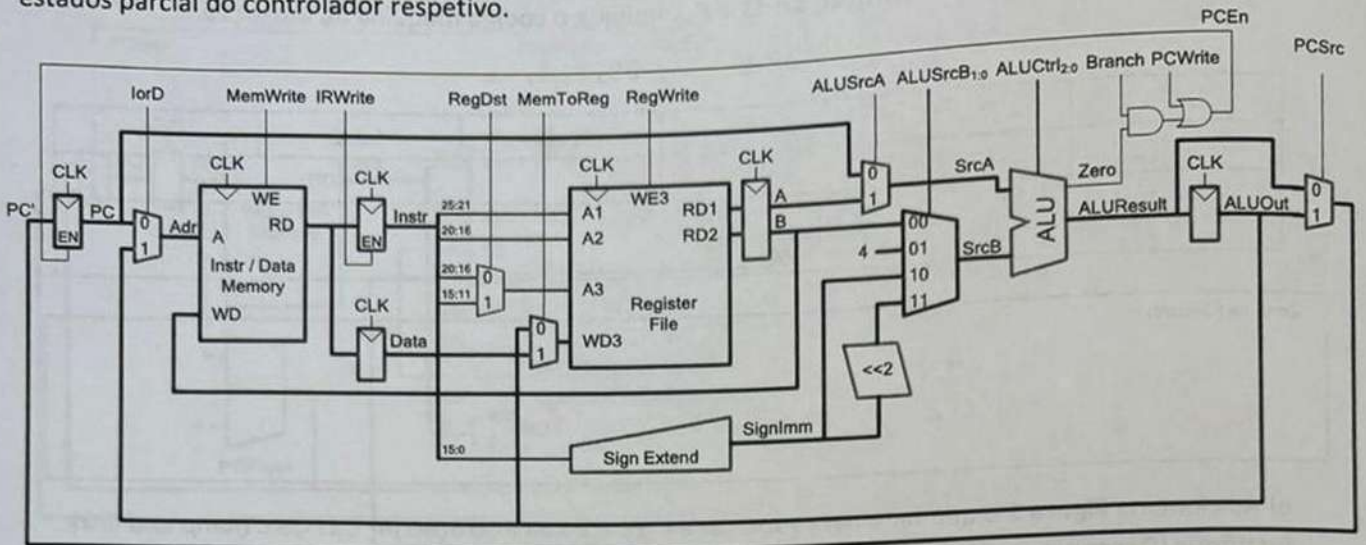 estados parcial do controlador respetivo.
PCEn
PCSrc
ALUSrcA ALUSrcB1:0 ALUCtrl2:0 Branch PCWrite
IorD MemWrite IRWrite RegDst MemToReg RegWrite
CLK CLK CLK CLK CLK CLK
PC' PC EN
0 1 Adr
WE
A RD
Instr / Data
Memory
WD
EN Instr
CLK
Data
25:21
20:16
20:16 0
15:11 1
0
1
A1 WE3 RD1
A2 RD2
A3
Register
File
WD3
A
B
0
1
SrcA
00
4 01
10
11
SrcB
<<2
ALU
Zero
ALUResult
ALUOut
0
1
15:0
Sign Extend
SignImm